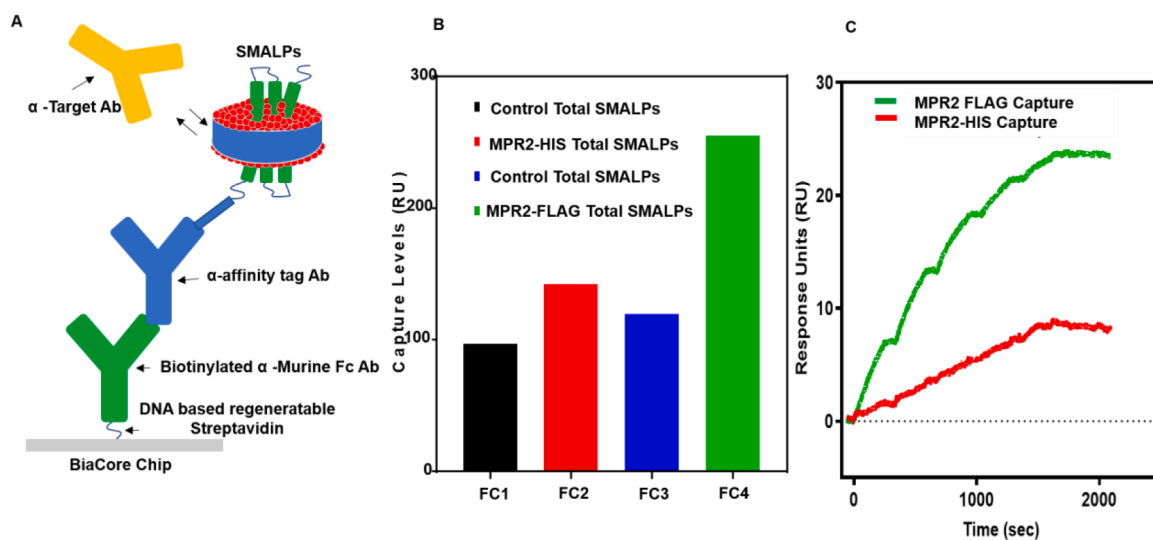 A
SMALPs
α -Target Ab
α-affinity tag Ab
Biotinylated α -Murine Fc Ab
DNA based regeneratable
Streptavidin
BiaCore Chip
B
Capture Levels (RU)
300
200
100
0
Control Total SMALPs
MPR2-HIS Total SMALPs
Control Total SMALPs
MPR2-FLAG Total SMALPs
FC1 FC2 FC3 FC4
C
Response Units (RU)
30
20
10
0
MPR2 FLAG Capture
MPR2-HIS Capture
0 1000 2000
Time (sec)